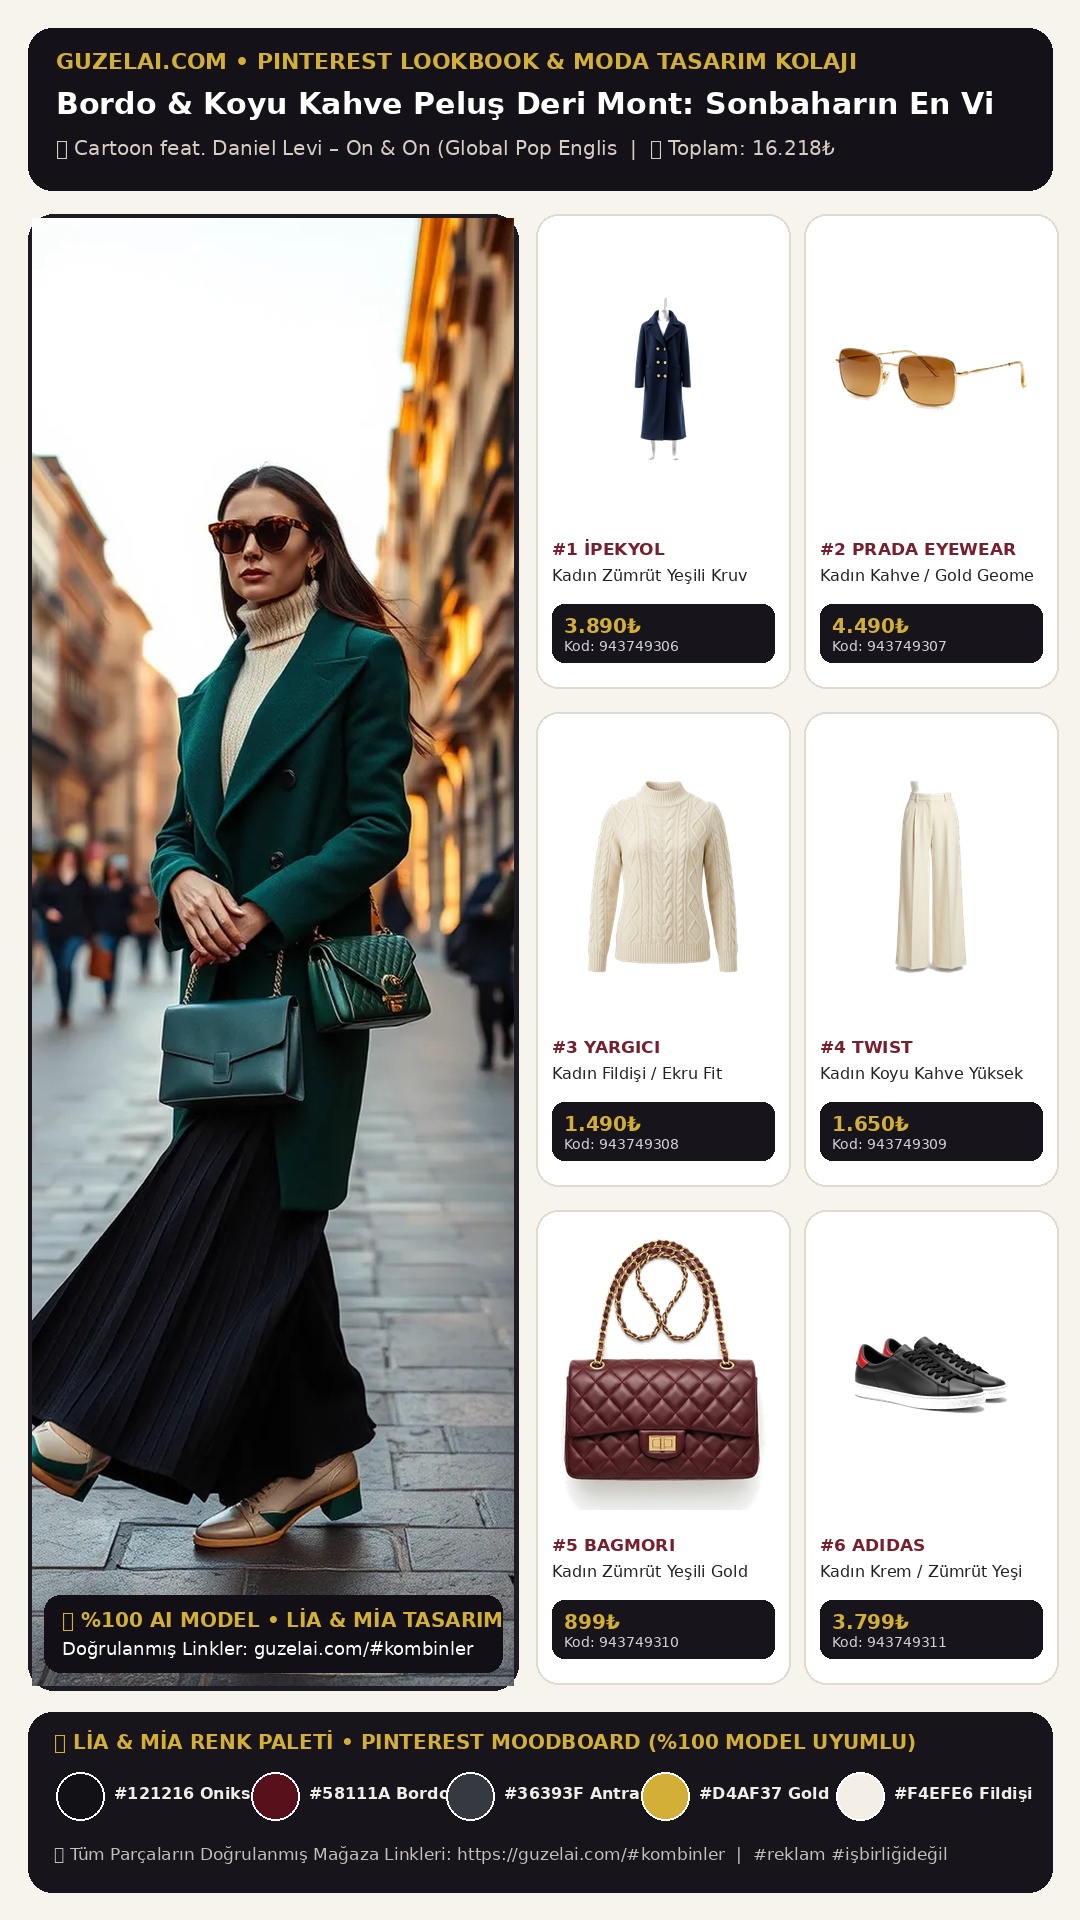 GUZELAI.COM • PINTEREST LOOKBOOK & MODA TASARIM KOLAJI
Bordo & Koyu Kahve Peluş Deri Mont: Sonbaharın En Vi
Cartoon feat. Daniel Levi – On & On (Global Pop Englis | Toplam: 16.218₺
#1 İPEKYOL
Kadın Zümrüt Yeşili Kruv
3.890₺
Kod: 943749306
#2 PRADA EYEWEAR
Kadın Kahve / Gold Geome
4.490₺
Kod: 943749307
#3 YARGICI
Kadın Fildişi / Ekru Fit
1.490₺
Kod: 943749308
#4 TWIST
Kadın Koyu Kahve Yüksek
1.650₺
Kod: 943749309
#5 BAGMORI
Kadın Zümrüt Yeşili Gold
899₺
Kod: 943749310
#6 ADIDAS
Kadın Krem / Zümrüt Yeşi
3.799₺
Kod: 943749311
%100 AI MODEL • LİA & MİA TASARIM
Doğrulanmış Linkler: guzelai.com/#kombinler
LİA & MİA RENK PALETİ • PINTEREST MOODBOARD (%100 MODEL UYUMLU)
#121216 Oniks #58111A Bordo #36393F Antra #D4AF37 Gold #F4EFE6 Fildişi
Tüm Parçaların Doğrulanmış Mağaza Linkleri: https://guzelai.com/#kombinler | #reklam #işbirliğideğil